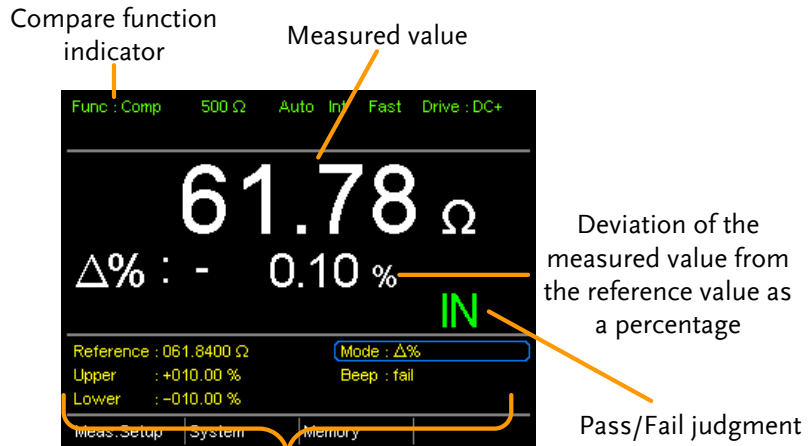 Compare function
indicator
Measured value
Func : Comp 500 Ω Auto Int Fast Drive : DC+
61.78 Ω
Δ% : - 0.10 %
IN
Deviation of the
measured value from
the reference value as
a percentage
Reference : 061.8400 Ω Mode : Δ%
Upper : +010.00 % Beep : fail
Lower : -010.00 %
Pass/Fail judgment
Meas.Setup System Memory